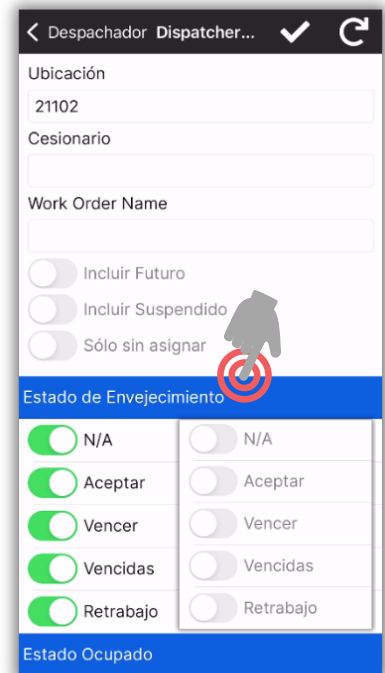 Despachador Dispatcher...
Ubicación
21102
Cesionario
Work Order Name
Incluir Futuro
Incluir Suspendido
Sólo sin asignar
Estado de Envejecimiento
N/A
Aceptar
Vencer
Vencidas
Retrabajo
N/A
Aceptar
Vencer
Vencidas
Retrabajo
Estado Ocupado